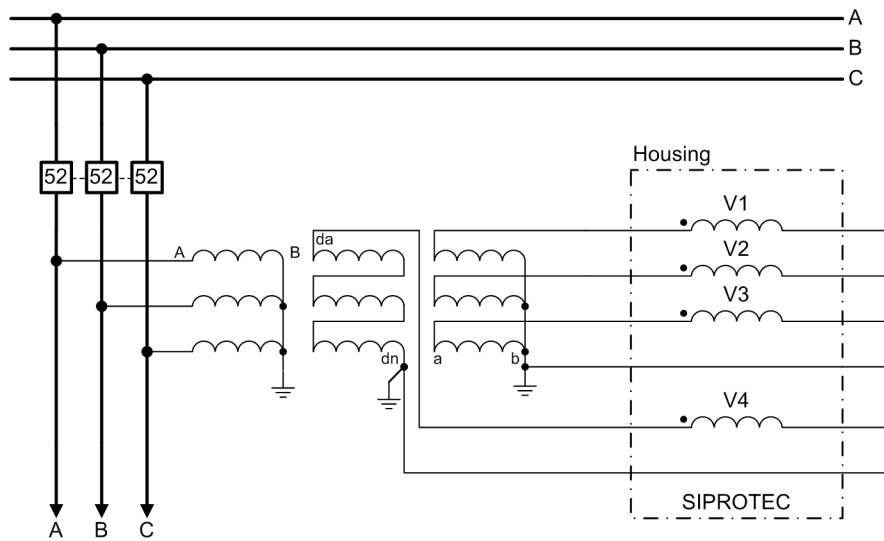 A
B
C
52 52 52
Housing
V1
da
A B
V2
V3
dn a b
V4
SIPROTEC
A B C